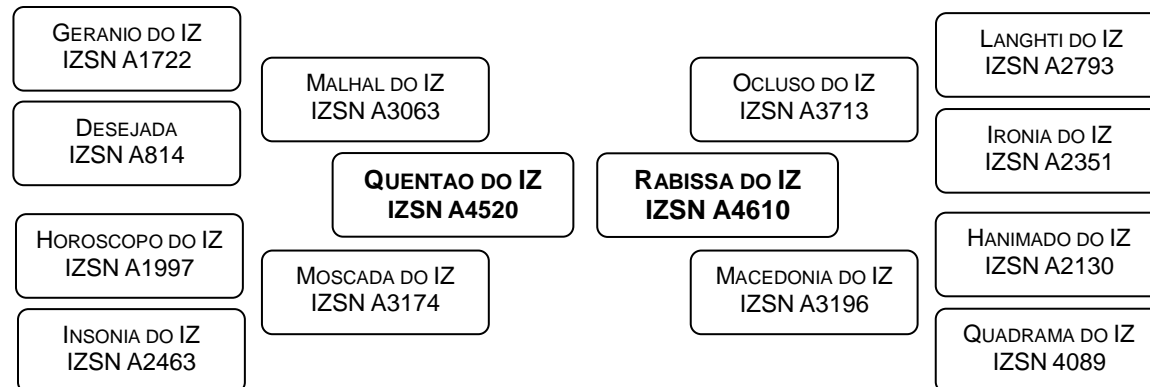 GERANIO DO IZ
IZSN A1722
DESEJADA
IZSN A814
HOROSCOPO DO IZ
IZSN A1997
INSONIA DO IZ
IZSN A2463
MALHAL DO IZ
IZSN A3063
MOSCADA DO IZ
IZSN A3174
QUENTAO DO IZ
IZSN A4520
RABISSA DO IZ
IZSN A4610
OCLUSO DO IZ
IZSN A3713
MACEDONIA DO IZ
IZSN A3196
LANGHTI DO IZ
IZSN A2793
IRONIA DO IZ
IZSN A2351
HANIMADO DO IZ
IZSN A2130
QUADRAMA DO IZ
IZSN 4089